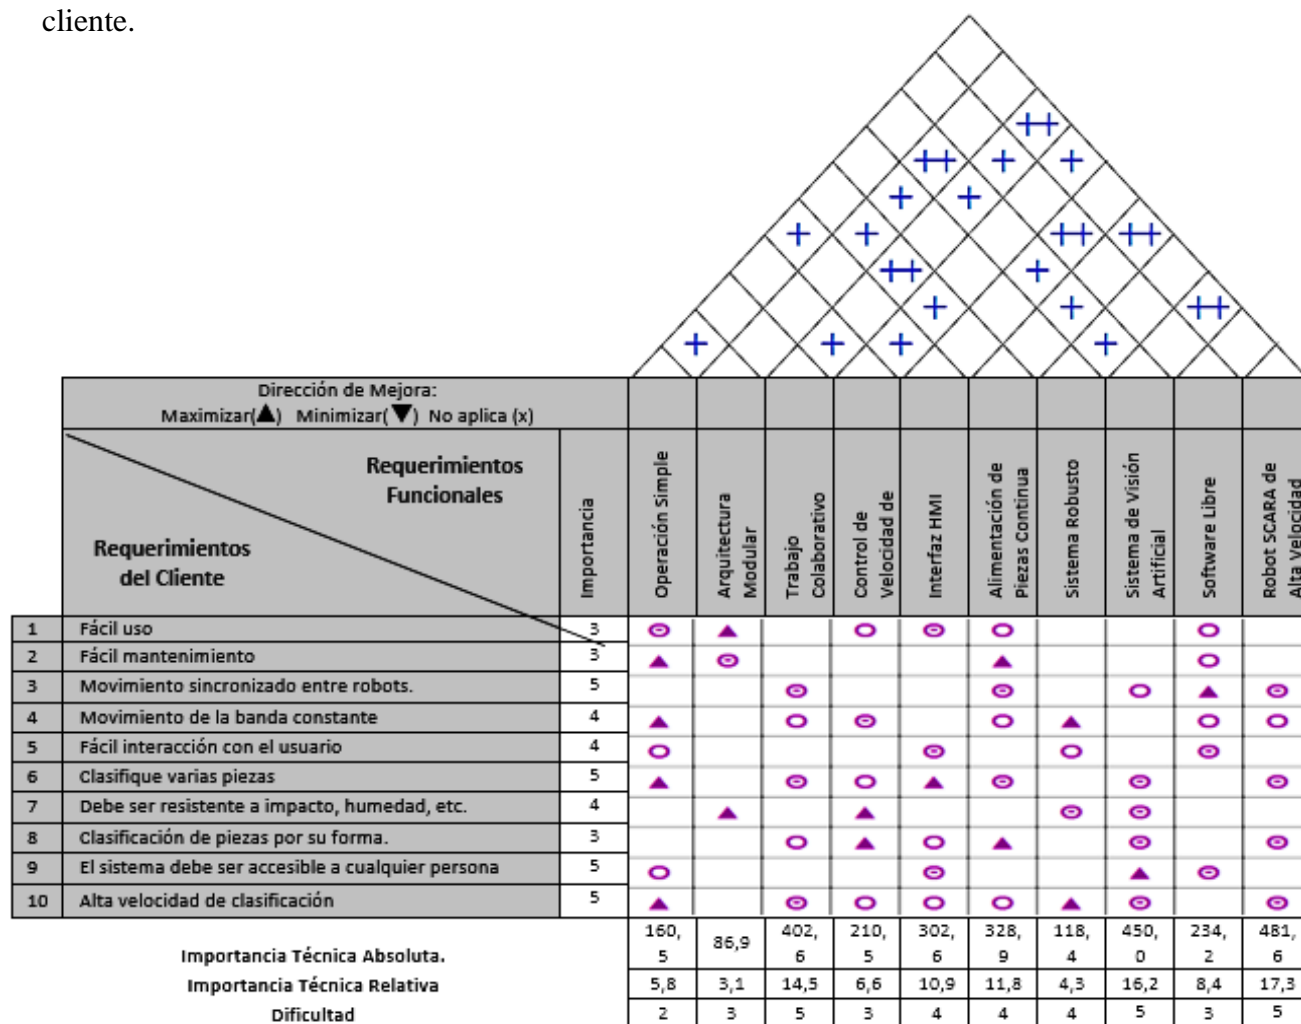 cliente.
Dirección de Mejora:
Maximizar(▲) Minimizar(▼) No aplica (x)
Requerimientos
Funcionales
Requerimientos
del Cliente
Importancia
Operación Simple
Arquitectura
Modular
Trabajo
Colaborativo
Control de
Velocidad de
Interfaz HMI
Alimentación de
Piezas Continua
Sistema Robusto
Sistema de Visión
Artificial
Software Libre
Robot SCARA de
Alta Velocidad
1 Fácil uso 3
2 Fácil mantenimiento 3
3 Movimiento sincronizado entre robots. 5
4 Movimiento de la banda constante 4
5 Fácil interacción con el usuario 4
6 Clasifique varias piezas 5
7 Debe ser resistente a impacto, humedad, etc. 4
8 Clasificación de piezas por su forma. 3
9 El sistema debe ser accesible a cualquier persona 5
10 Alta velocidad de clasificación 5
Importancia Técnica Absoluta. 160,5 86,9 402,6 210,5 302,6 328,9 118,4 450,0 234,2 481,6
Importancia Técnica Relativa 5,8 3,1 14,5 6,6 10,9 11,8 4,3 16,2 8,4 17,3
Dificultad 2 3 5 3 4 4 4 5 3 5